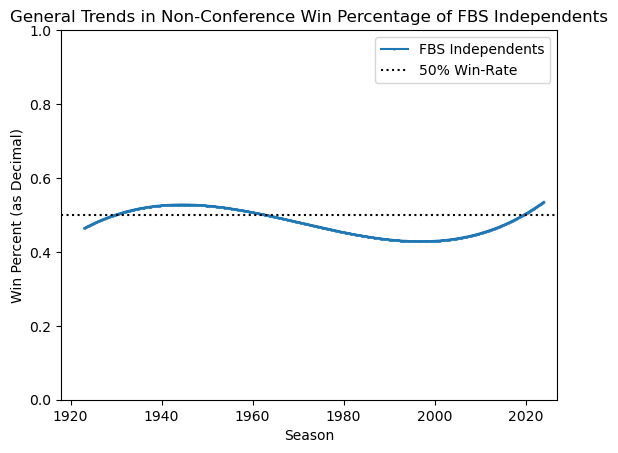 General Trends in Non-Conference Win Percentage of FBS Independents
1.0
0.8
0.6
0.4
0.2
0.0
Win Percent (as Decimal)
FBS Independents
50% Win-Rate
1920
1940
1960
1980
2000
2020
Season